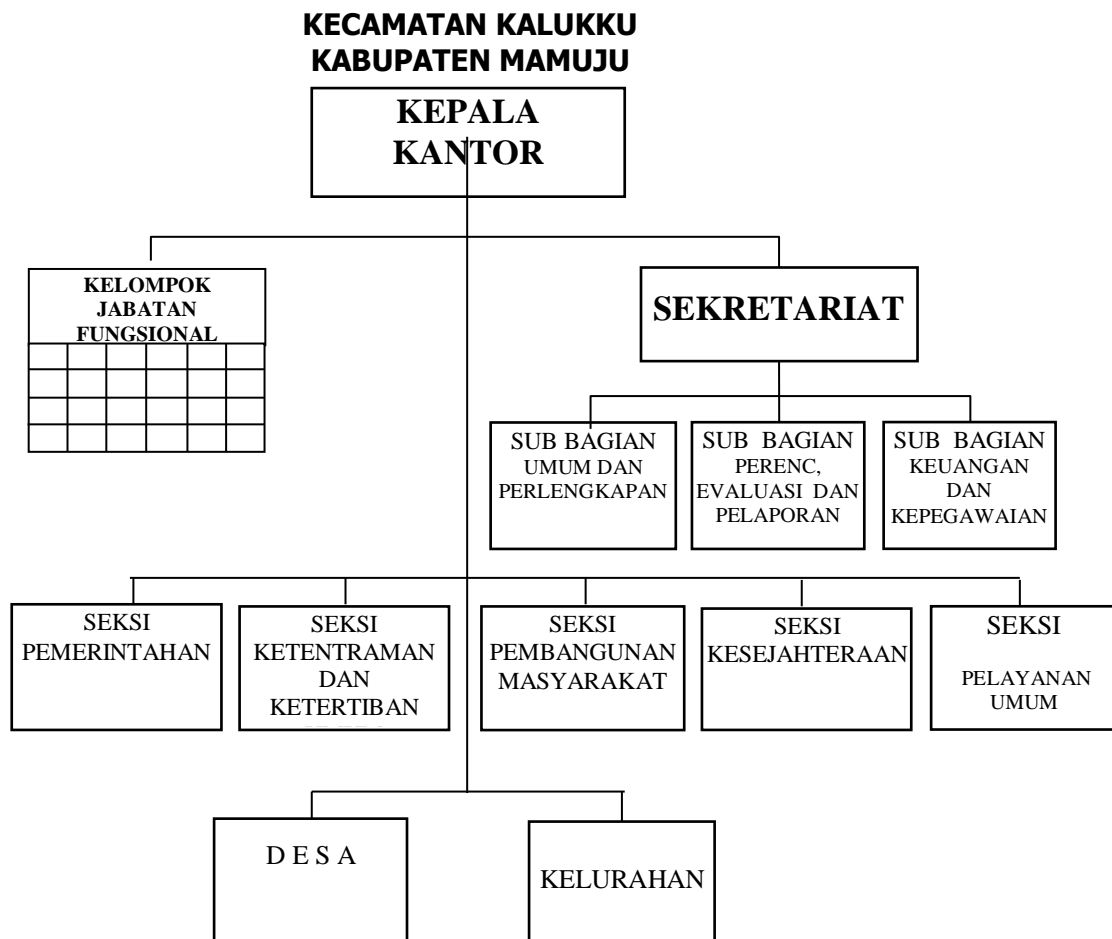 KECAMATAN KALUKKU
KABUPATEN MAMUJU
KEPALA
KANTOR
KELOMPOK
JABATAN
FUNGSIONAL
SEKRETARIAT
SUB BAGIAN
UMUM DAN
PERLENGKAPAN
SUB BAGIAN
PERENC,
EVALUASI DAN
PELAPORAN
SUB BAGIAN
KEUANGAN
DAN
KEPEGAWAIAN
SEKSI
PEMERINTAHAN
SEKSI
KETENTRAMAN
DAN
KETERTIBAN
SEKSI
PEMBANGUNAN
MASYARAKAT
SEKSI
KESEJAHTERAAN
SEKSI
PELAYANAN
UMUM
D E S A
KELURAHAN